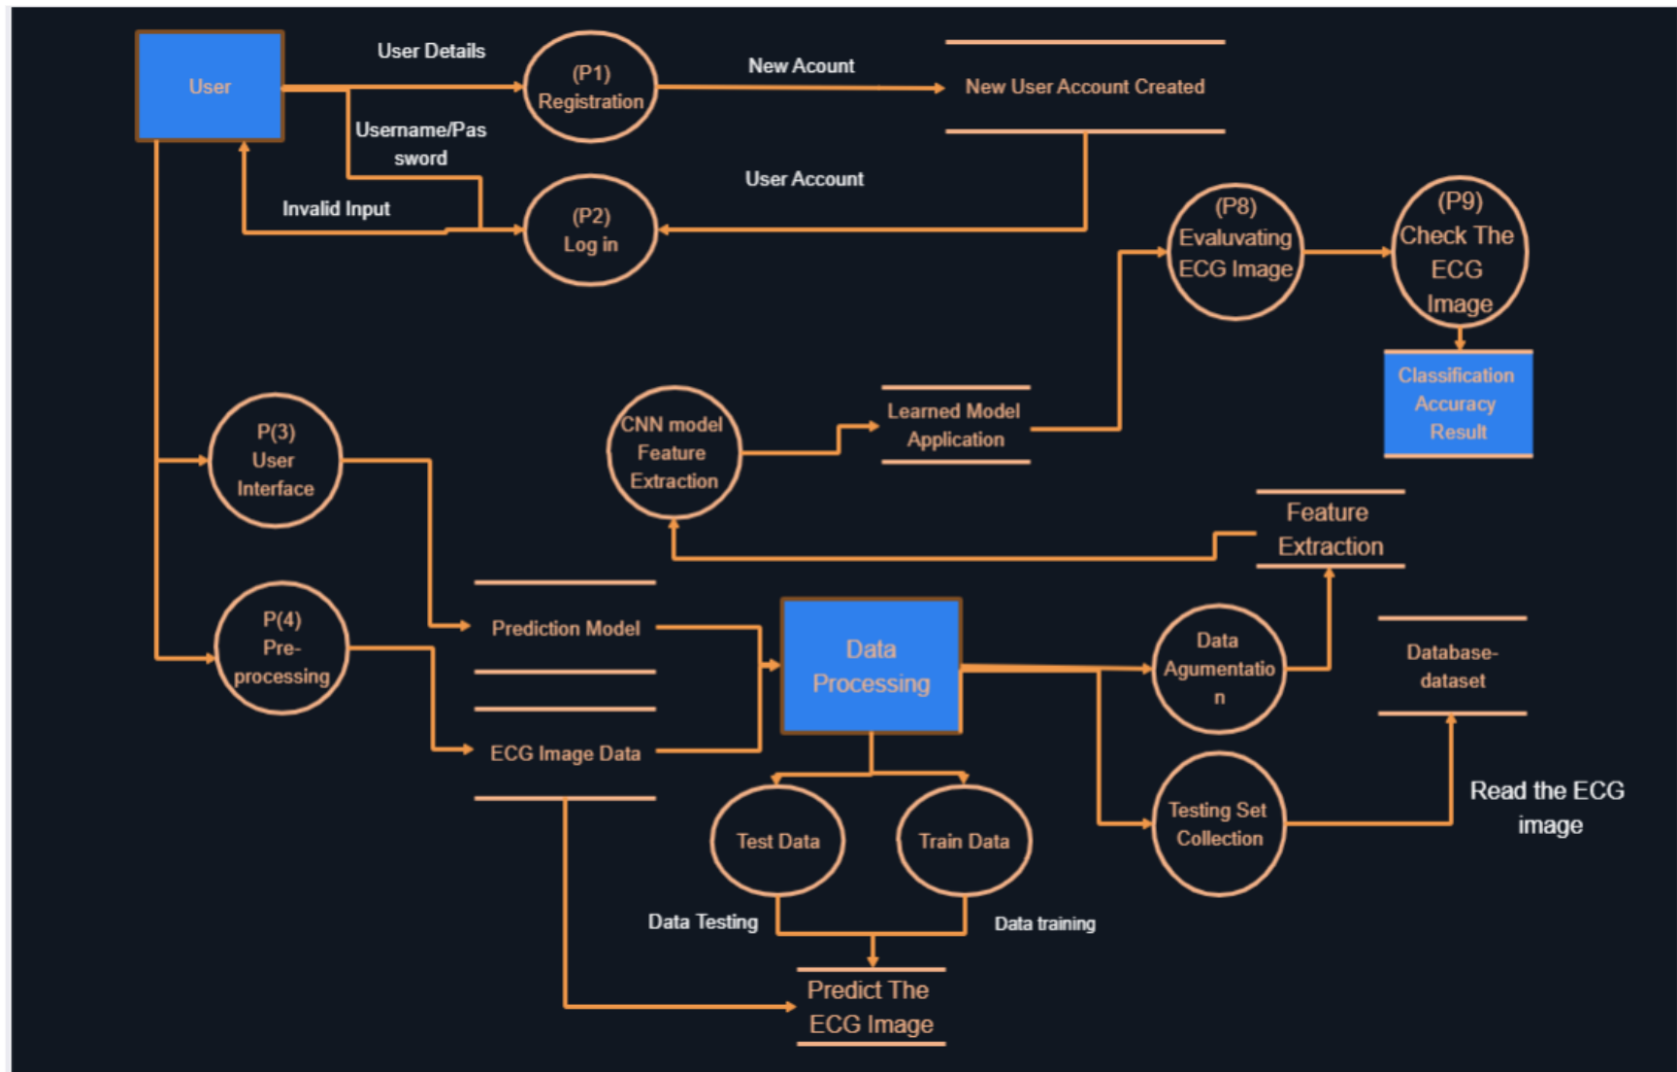 User
User Details
(P1)
Registration
New Acount
New User Account Created
Username/Pas
sword
Invalid Input
(P2)
Log in
User Account
(P8)
Evaluvating
ECG Image
(P9)
Check The
ECG
Image
Classification
Accuracy
Result
P(3)
User
Interface
CNN model
Feature
Extraction
Learned Model
Application
Feature
Extraction
P(4)
Pre-
processing
Prediction Model
ECG Image Data
Data
Processing
Data
Agumentatio
n
Database-
dataset
Test Data
Train Data
Testing Set
Collection
Read the ECG
image
Data Testing
Data training
Predict The
ECG Image